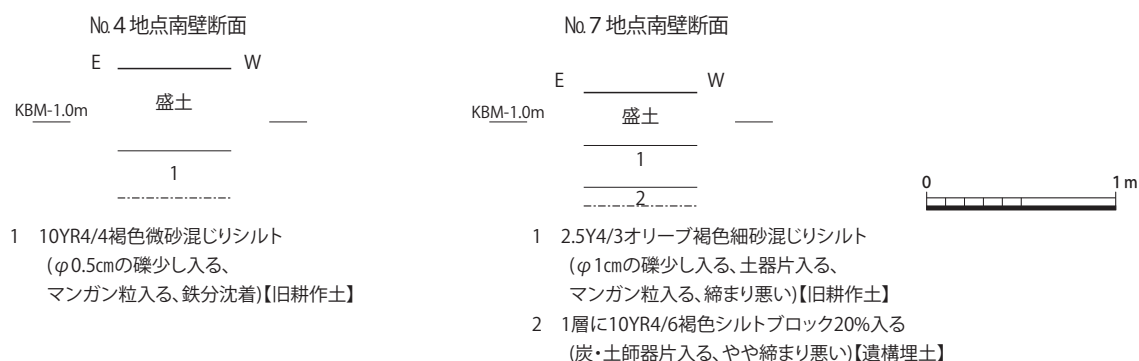 №4地点南壁断面
E W
KBM-1.0m
盛土
1
1 10YR4/4褐色微砂混じりシルト
(φ0.5㎝の礫少し入る、
マンガン粒入る、鉄分沈着)【旧耕作土】
№7地点南壁断面
E W
KBM-1.0m
盛土
1
2
1 2.5Y4/3オリーブ褐色細砂混じりシルト
(φ1㎝の礫少し入る、土器片入る、
マンガン粒入る、締まり悪い)【旧耕作土】
2 1層に10YR4/6褐色シルトブロック20%入る
(炭・土師器片入る、やや締まり悪い)【遺構埋土】
0 1m